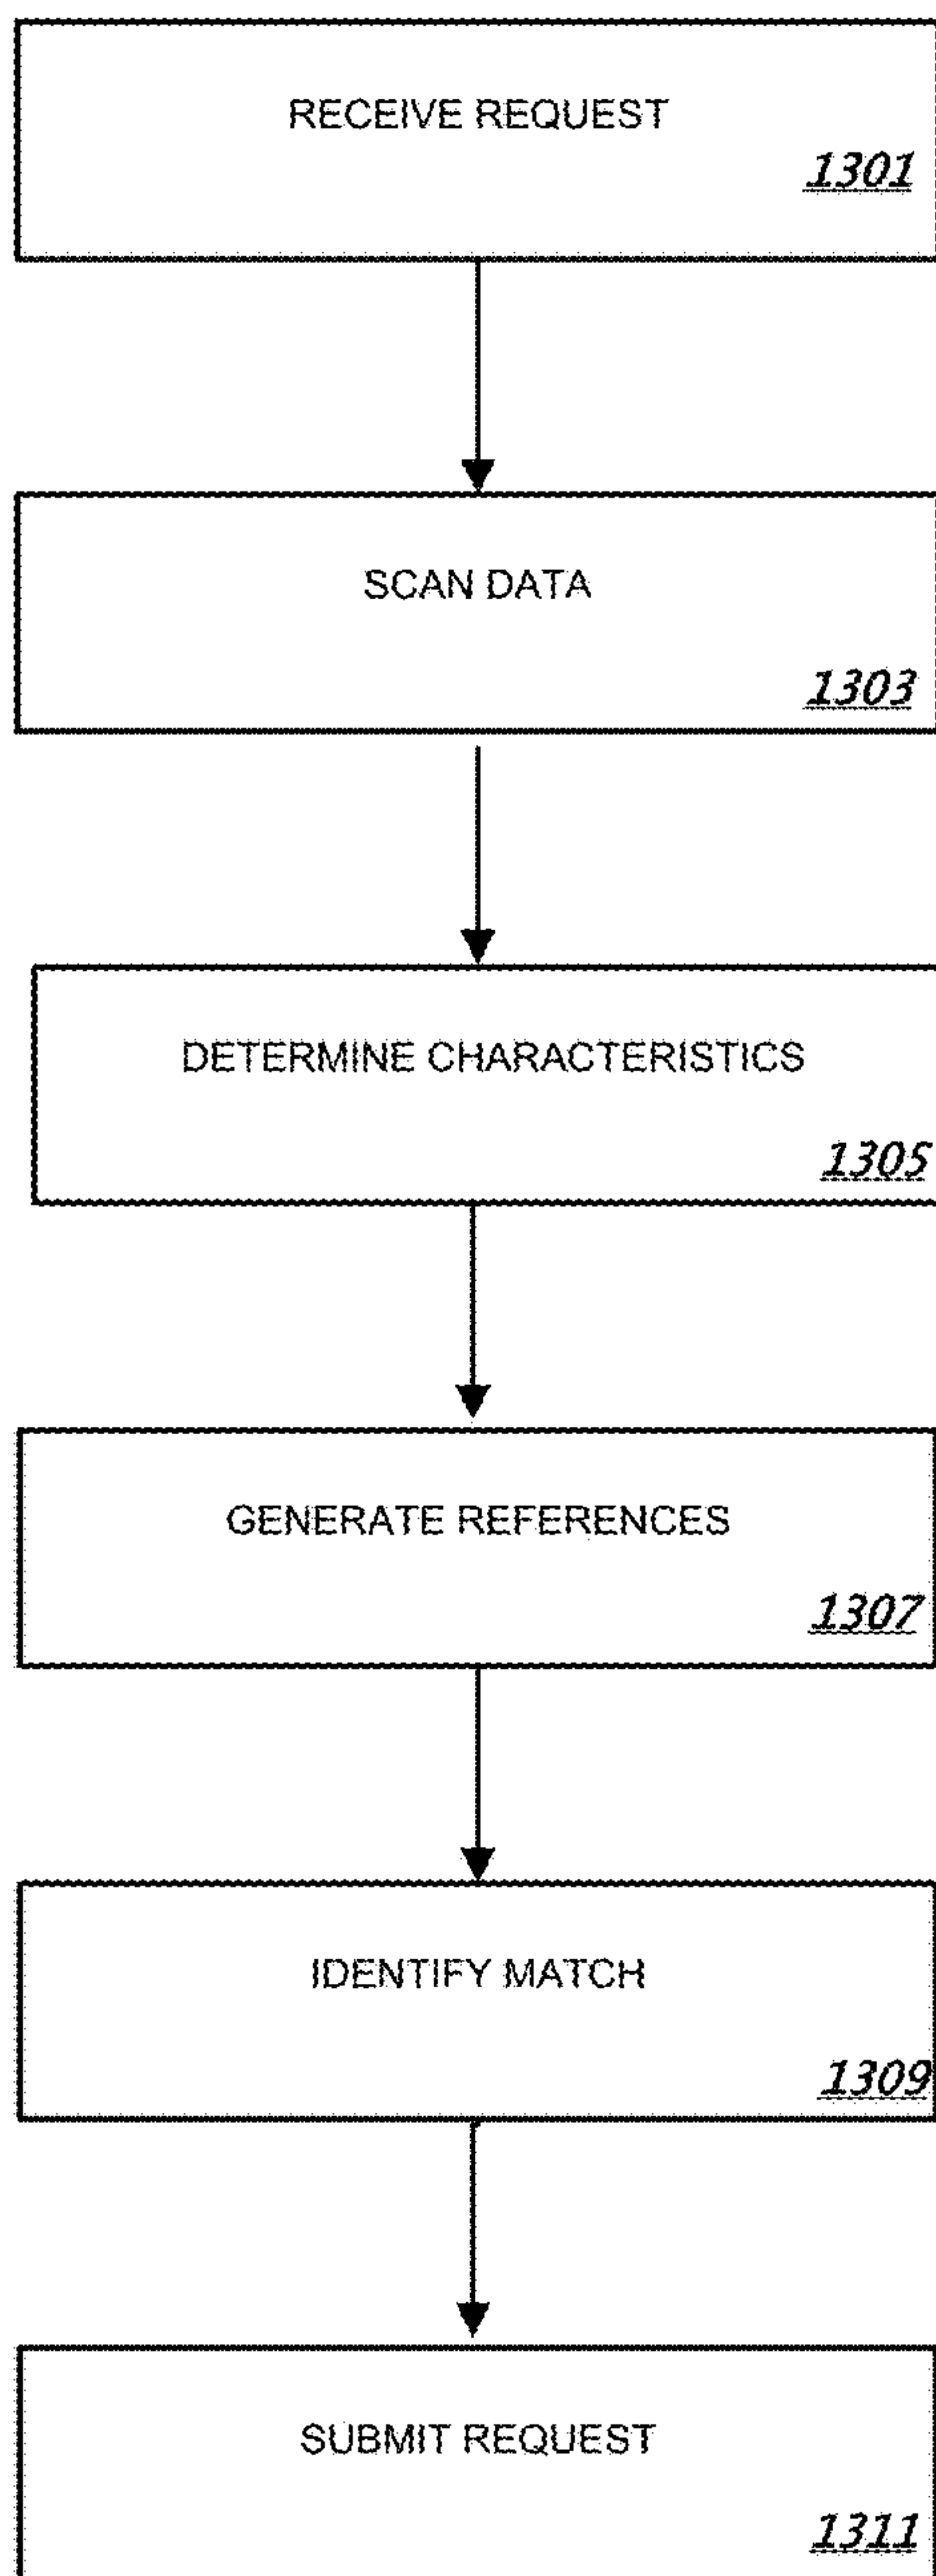 RECEIVE REQUEST
1301
SCAN DATA
1303
DETERMINE CHARACTERISTICS
1305
GENERATE REFERENCES
1307
IDENTIFY MATCH
1309
SUBMIT REQUEST
1311